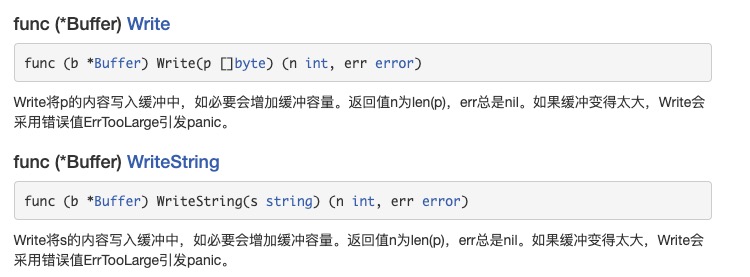 func (*Buffer) Write
func (b *Buffer) Write(p []byte) (n int, err error)
Write将p的内容写入缓冲中，如必要会增加缓冲容量。返回值n为len(p)，err总是nil。如果缓冲变得太大，Write会
采用错误值ErrTooLarge引发panic。
func (*Buffer) WriteString
func (b *Buffer) WriteString(s string) (n int, err error)
Write将s的内容写入缓冲中，如必要会增加缓冲容量。返回值n为len(p)，err总是nil。如果缓冲变得太大，Write会
采用错误值ErrTooLarge引发panic。